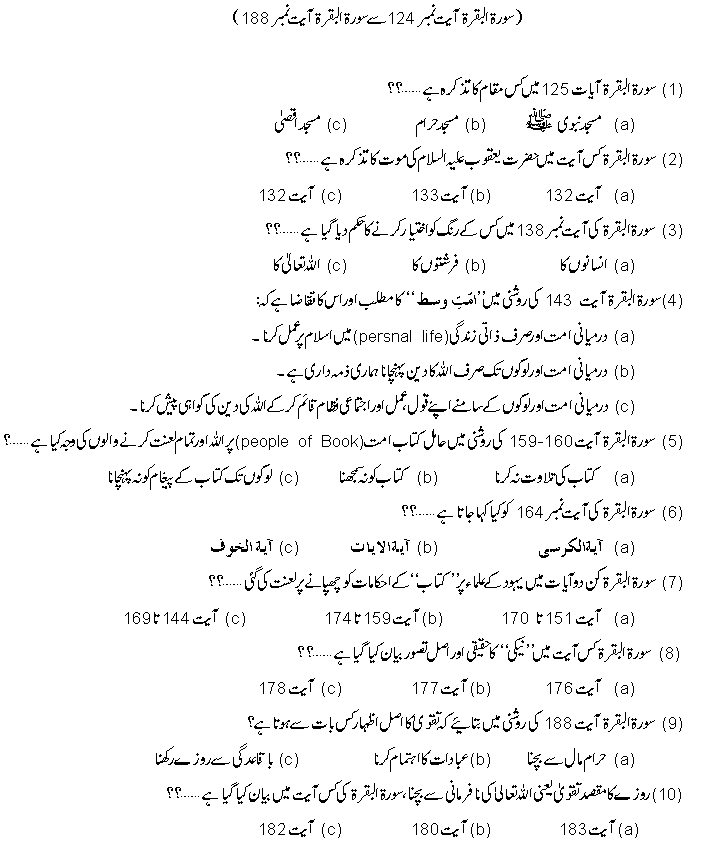 (سورۃ البقرۃ آیت نمبر 124 سے سورۃ البقرۃ آیت نمبر 188)
(1) سورۃ البقرۃ آیات 125 میں کس مقام کا تذکرہ ہے.....؟؟
(a) مسجد نبوی ﷺ (b) مسجد حرام (c) مسجد اقصیٰ
(2) سورۃ البقرۃ کس آیت میں حضرت یعقوب علیہ السلام کی موت کا تذکرہ ہے.....؟؟
(a) آیت 132 (b) آیت 133 (c) آیت 132
(3) سورۃ البقرۃ کی آیت نمبر 138 میں کس کے رنگ کو اختیار کرنے کا حکم دیا گیا ہے.....؟؟
(a) انسانوں کا (b) فرشتوں کا (c) اللہ تعالیٰ کا
(4) سورۃ البقرۃ آیت 143 کی روشنی میں ’’امّتِ وسط‘‘ کا مطلب اور اس کا تقاضا ہے کہ:
(a) درمیانی امت اور صرف ذاتی زندگی (persnal life) میں اسلام پر عمل کرنا ۔
(b) درمیانی امت اور لوگوں تک صرف اللہ کا دین پہنچانا ہماری ذمہ داری ہے ۔
(c) درمیانی امت اور لوگوں کے سامنے اپنے قول، عمل اور اجتماعی نظام قائم کر کے اللہ کی دین کی گواہی پیش کرنا ۔
(5) سورۃ البقرۃ آیت 160-159 کی روشنی میں حامل کتاب امت (people of Book) پر اللہ اور تمام لعنت کرنے والوں کی وجہ کیا ہے.....؟
(a) کتاب کی تلاوت نہ کرنا (b) کتاب کو نہ سمجھنا (c) لوگوں تک کتاب کے پیغام کو نہ پہنچانا
(6) سورۃ البقرۃ کی آیت نمبر 164 کو کیا کہا جاتا ہے.....؟؟
(a) آیۃ الکرسی (b) آیۃ الایات (c) آیۃ الخوف
(7) سورۃ البقرۃ کن دو آیات میں یہود کے علماء پر ’’کتاب‘‘ کے احکامات کو چھپانے پر لعنت کی گئی.....؟؟
(a) آیت 151 تا 170 (b) آیت 159 تا 174 (c) آیت 144 تا 169
(8) سورۃ البقرۃ کس آیت میں ’’نیکی‘‘ کا حقیقی اور اصل تصور بیان کیا گیا ہے.....؟؟
(a) آیت 176 (b) آیت 177 (c) آیت 178
(9) سورۃ البقرۃ آیت 188 کی روشنی میں بتائیے کہ تقویٰ کا اصل اظہار کس بات سے ہوتا ہے؟
(a) حرام مال سے بچنا (b) عبادات کا اہتمام کرنا (c) باقاعدگی سے روزے رکھنا
(10) روزے کا مقصد تقویٰ یعنی اللہ تعالیٰ کی نافرمانی سے بچنا، سورۃ البقرۃ کی کس آیت میں بیان کیا گیا ہے.....؟؟
(a) آیت 183 (b) آیت 180 (c) آیت 182